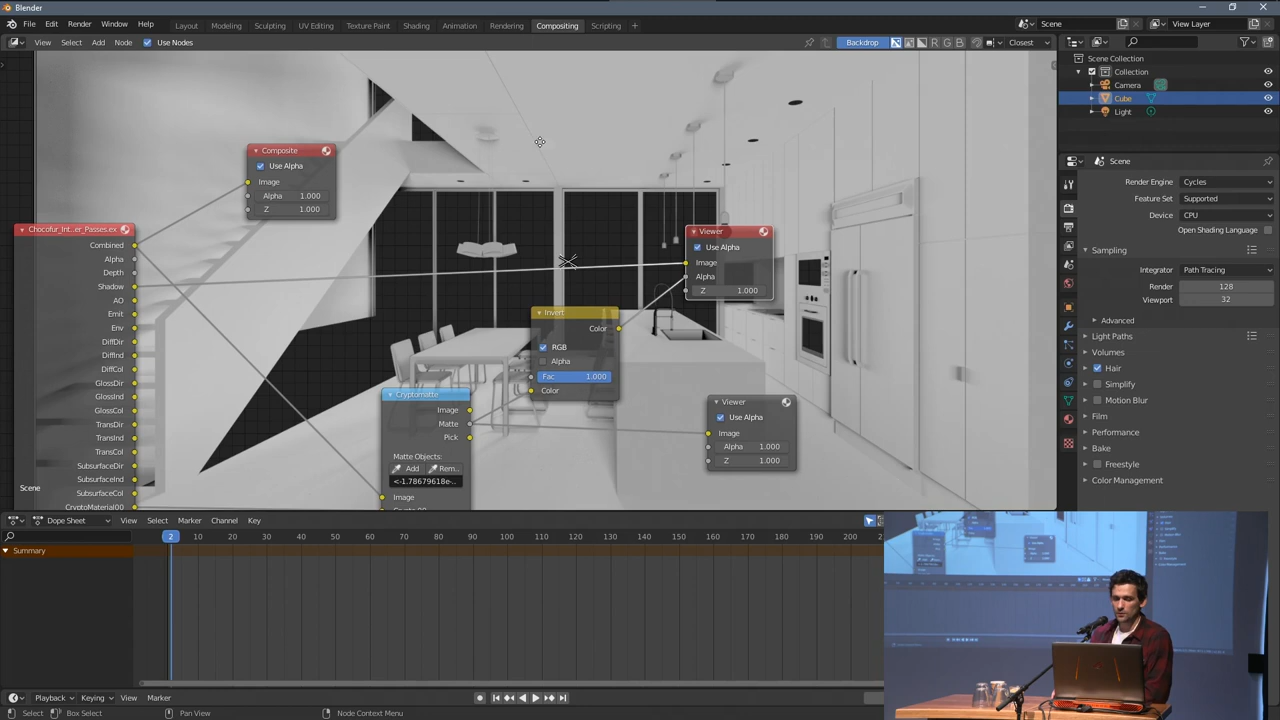 Blender
File Edit Render Window Help
Layout Modeling Sculpting UV Editing Texture Paint Shading Animation Rendering Compositing Scripting +
Scene
View Layer
View Select Add Node Use Nodes
Backdrop R G B Closest
Scene Collection
Collection
Camera
Cube
Light
Composite
Use Alpha
Image
Alpha 1.000
Z 1.000
Chocofur_Int..er_Passes.ex
Combined
Alpha
Depth
Shadow
AO
Emit
Env
DiffDir
DiffInd
DiffCol
GlossDir
GlossInd
GlossCol
TransDir
TransInd
TransCol
SubsurfaceDir
SubsurfaceInd
SubsurfaceCol
CryptoMaterial00
Scene
Viewer
Use Alpha
Image
Alpha
Z 1.000
Invert
Color
RGB
Alpha
Fac 1.000
Color
Cryptomatte
Image
Matte
Pick
Matte Objects:
Add Rem..
<-1.78679618e-..
Image
Viewer
Use Alpha
Image
Alpha 1.000
Z 1.000
Scene
Render Engine Cycles
Feature Set Supported
Device CPU
Open Shading Language
Sampling
Integrator Path Tracing
Render 128
Viewport 32
Advanced
Light Paths
Volumes
Hair
Simplify
Motion Blur
Film
Performance
Bake
Freestyle
Color Management
Dope Sheet View Select Marker Channel Key
2 10 20 30 40 50 60 70 80 90 100 110 120 130 140 150 160 170 180 190 200
Summary
Playback Keying View Marker
Select Box Select Pan View Node Context Menu